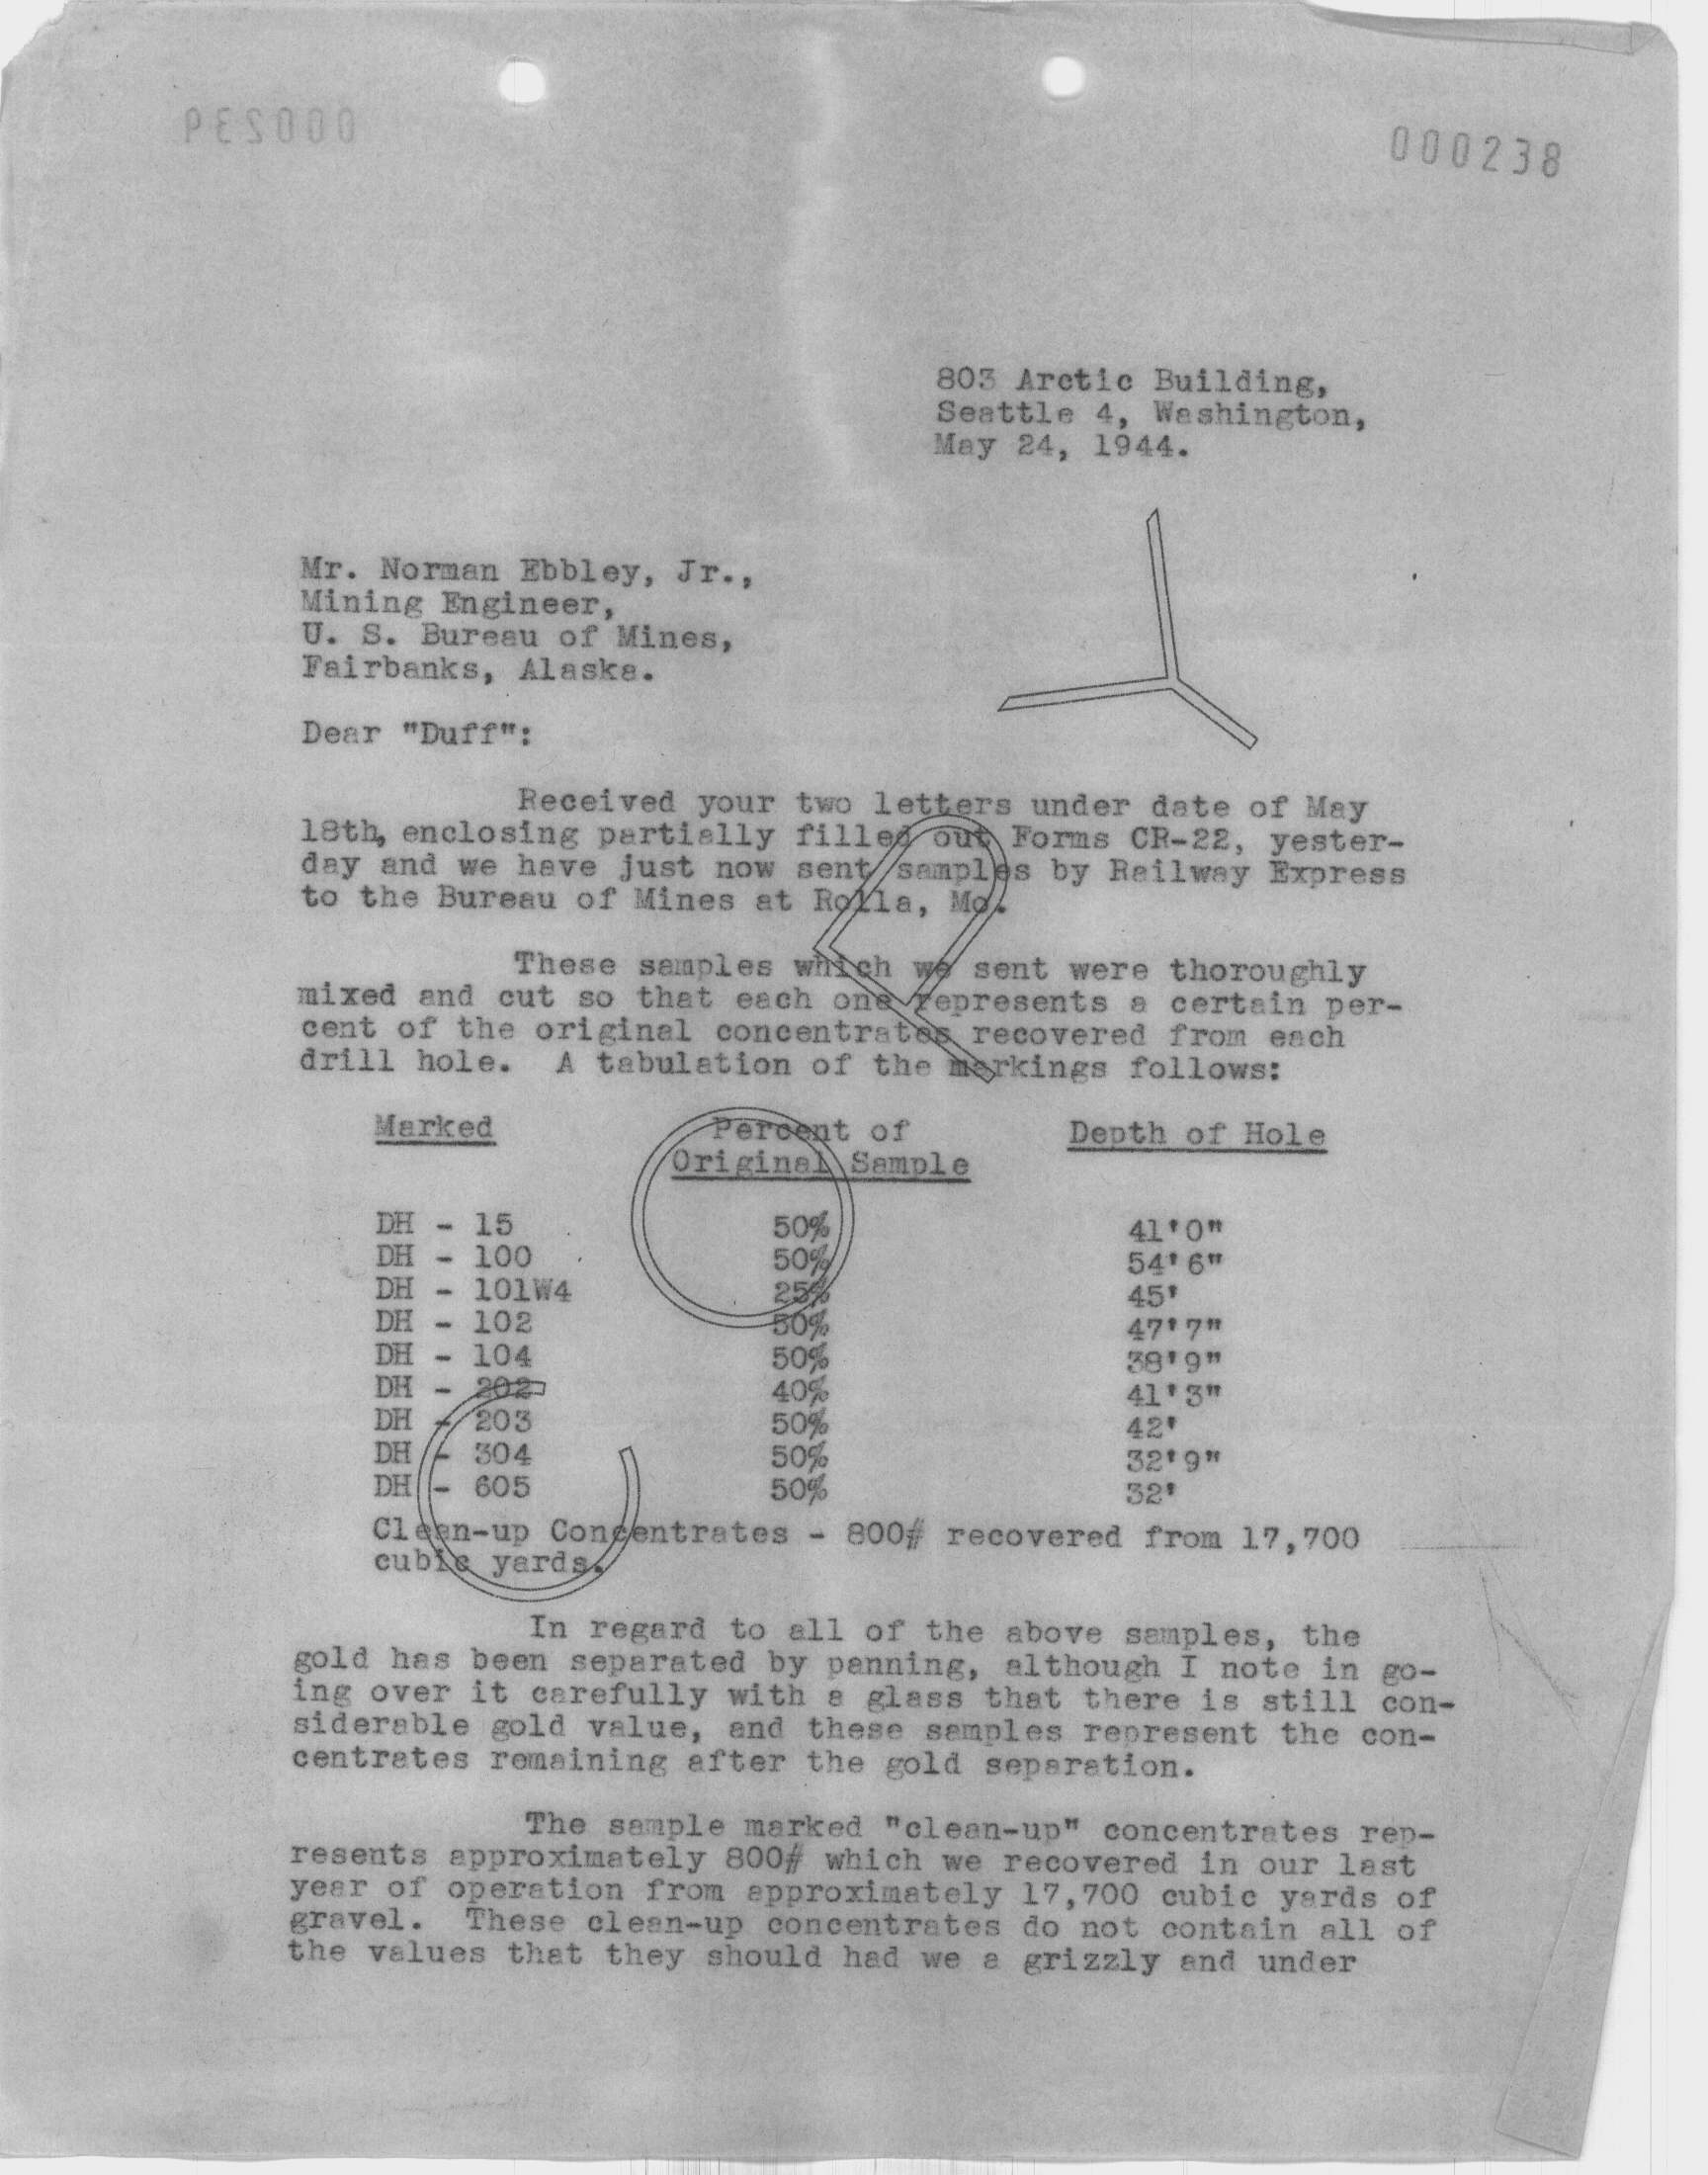 000239
000238
803 Arctic Building,
Seattle 4, Washington,
May 24, 1944.
Mr. Norman Ebbley, Jr.,
Mining Engineer,
U. S. Bureau of Mines,
Fairbanks, Alaska.
Dear "Duff":
Received your two letters under date of May
18th, enclosing partially filled out Forms CR-22, yester-
day and we have just now sent samples by Railway Express
to the Bureau of Mines at Rolla, Mo.
These samples which we sent were thoroughly
mixed and cut so that each one represents a certain per-
cent of the original concentrates recovered from each
drill hole. A tabulation of the markings follows:
Marked Percent of Depth of Hole
Original Sample
DH - 15 50% 41'0"
DH - 100 50% 54'6"
DH - 101W4 25% 45'
DH - 102 50% 47'7"
DH - 104 50% 38'9"
DH - 202 40% 41'3"
DH - 203 50% 42'
DH - 304 50% 32'9"
DH - 605 50% 32'
Clean-up Concentrates - 800# recovered from 17,700
cubic yards.
In regard to all of the above samples, the
gold has been separated by panning, although I note in go-
ing over it carefully with a glass that there is still con-
siderable gold value, and these samples represent the con-
centrates remaining after the gold separation.
The sample marked "clean-up" concentrates rep-
resents approximately 800# which we recovered in our last
year of operation from approximately 17,700 cubic yards of
gravel. These clean-up concentrates do not contain all of
the values that they should had we a grizzly and under
COPY